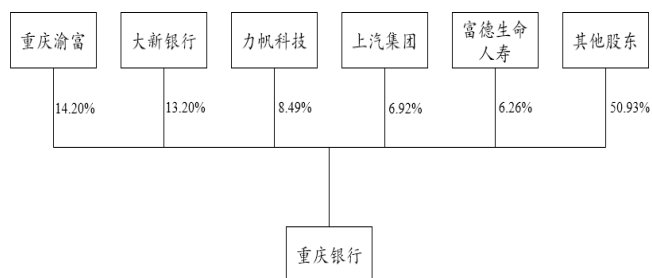 重庆渝富
大新银行
力帆科技
上汽集团
富德生命
人寿
其他股东
14.20%
13.20%
8.49%
6.92%
6.26%
50.93%
重庆银行